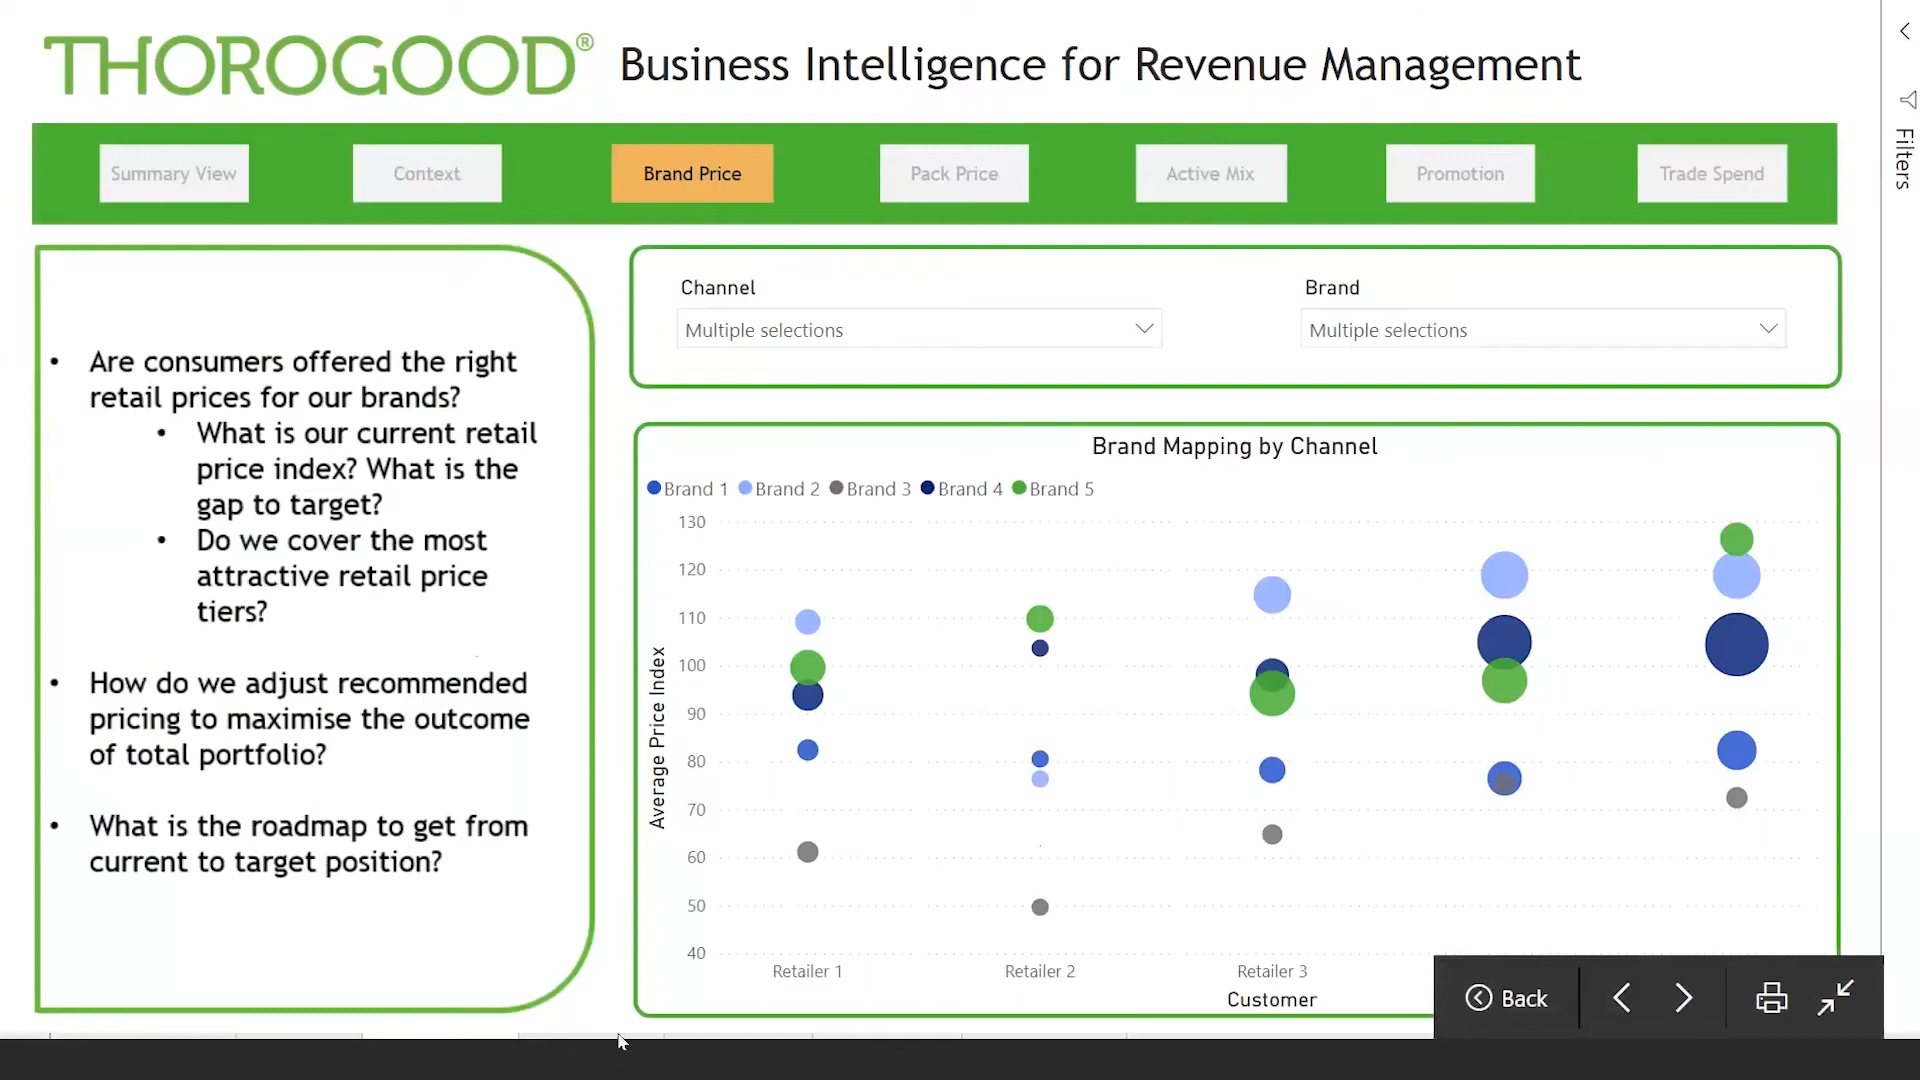 THOROGOOD®
Business Intelligence for Revenue Management
Summary View
Context
Brand Price
Pack Price
Active Mix
Promotion
Trade Spend
Filters
• Are consumers offered the right
retail prices for our brands?
• What is our current retail
price index? What is the
gap to target?
• Do we cover the most
attractive retail price
tiers?
• How do we adjust recommended
pricing to maximise the outcome
of total portfolio?
• What is the roadmap to get from
current to target position?
Channel
Multiple selections
Brand
Multiple selections
Brand Mapping by Channel
Brand 1 Brand 2 Brand 3 Brand 4 Brand 5
Average Price Index
130
120
110
100
90
80
70
60
50
40
Retailer 1 Retailer 2 Retailer 3
Customer
Back